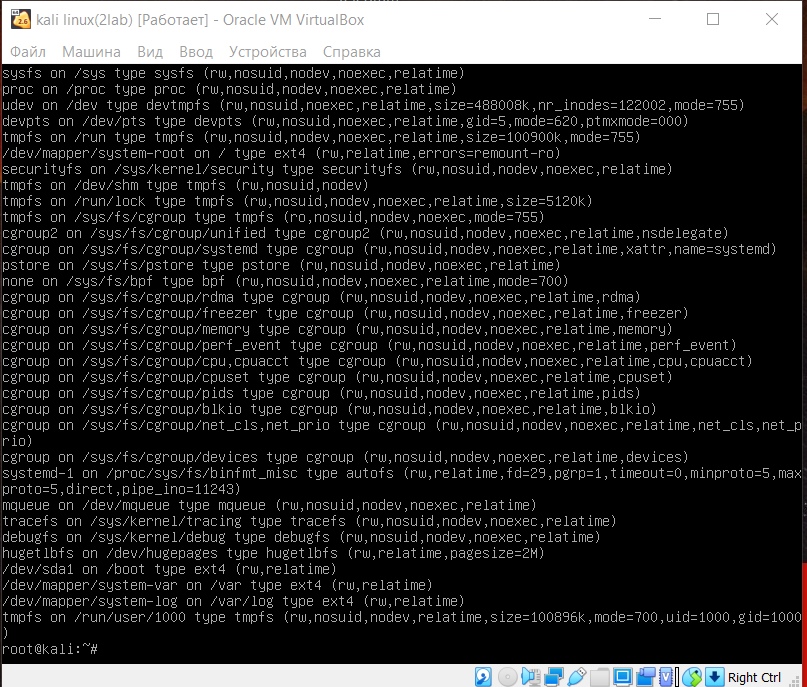 kali linux(2lab) [Работает] - Oracle VM VirtualBox
Файл Машина Вид Ввод Устройства Справка
sysfs on /sys type sysfs (rw,nosuid,nodev,noexec,relatime)
proc on /proc type proc (rw,nosuid,nodev,noexec,relatime)
udev on /dev type devtmpfs (rw,nosuid,noexec,relatime,size=488008k,nr_inodes=122002,mode=755)
devpts on /dev/pts type devpts (rw,nosuid,noexec,relatime,gid=5,mode=620,ptmxmode=000)
tmpfs on /run type tmpfs (rw,nosuid,nodev,noexec,relatime,size=100900k,mode=755)
/dev/mapper/system-root on / type ext4 (rw,relatime,errors=remount-ro)
securityfs on /sys/kernel/security type securityfs (rw,nosuid,nodev,noexec,relatime)
tmpfs on /dev/shm type tmpfs (rw,nosuid,nodev)
tmpfs on /run/lock type tmpfs (rw,nosuid,nodev,noexec,relatime,size=5120k)
tmpfs on /sys/fs/cgroup type tmpfs (ro,nosuid,nodev,noexec,mode=755)
cgroup2 on /sys/fs/cgroup/unified type cgroup2 (rw,nosuid,nodev,noexec,relatime,nsdelegate)
cgroup on /sys/fs/cgroup/systemd type cgroup (rw,nosuid,nodev,noexec,relatime,xattr,name=systemd)
pstore on /sys/fs/pstore type pstore (rw,nosuid,nodev,noexec,relatime)
none on /sys/fs/bpf type bpf (rw,nosuid,nodev,noexec,relatime,mode=700)
cgroup on /sys/fs/cgroup/rdma type cgroup (rw,nosuid,nodev,noexec,relatime,rdma)
cgroup on /sys/fs/cgroup/freezer type cgroup (rw,nosuid,nodev,noexec,relatime,freezer)
cgroup on /sys/fs/cgroup/memory type cgroup (rw,nosuid,nodev,noexec,relatime,memory)
cgroup on /sys/fs/cgroup/perf_event type cgroup (rw,nosuid,nodev,noexec,relatime,perf_event)
cgroup on /sys/fs/cgroup/cpu,cpuacct type cgroup (rw,nosuid,nodev,noexec,relatime,cpu,cpuacct)
cgroup on /sys/fs/cgroup/cpuset type cgroup (rw,nosuid,nodev,noexec,relatime,cpuset)
cgroup on /sys/fs/cgroup/pids type cgroup (rw,nosuid,nodev,noexec,relatime,pids)
cgroup on /sys/fs/cgroup/blkio type cgroup (rw,nosuid,nodev,noexec,relatime,blkio)
cgroup on /sys/fs/cgroup/net_cls,net_prio type cgroup (rw,nosuid,nodev,noexec,relatime,net_cls,net_p
rio)
cgroup on /sys/fs/cgroup/devices type cgroup (rw,nosuid,nodev,noexec,relatime,devices)
systemd-1 on /proc/sys/fs/binfmt_misc type autofs (rw,relatime,fd=29,pgrp=1,timeout=0,minproto=5,max
proto=5,direct,pipe_ino=11243)
mqueue on /dev/mqueue type mqueue (rw,nosuid,nodev,noexec,relatime)
tracefs on /sys/kernel/tracing type tracefs (rw,nosuid,nodev,noexec,relatime)
debugfs on /sys/kernel/debug type debugfs (rw,nosuid,nodev,noexec,relatime)
hugetlbfs on /dev/hugepages type hugetlbfs (rw,relatime,pagesize=2M)
/dev/sda1 on /boot type ext4 (rw,relatime)
/dev/mapper/system-var on /var type ext4 (rw,relatime)
/dev/mapper/system-log on /var/log type ext4 (rw,relatime)
tmpfs on /run/user/1000 type tmpfs (rw,nosuid,nodev,relatime,size=100896k,mode=700,uid=1000,gid=1000
)
root@kali:~#
Right Ctrl